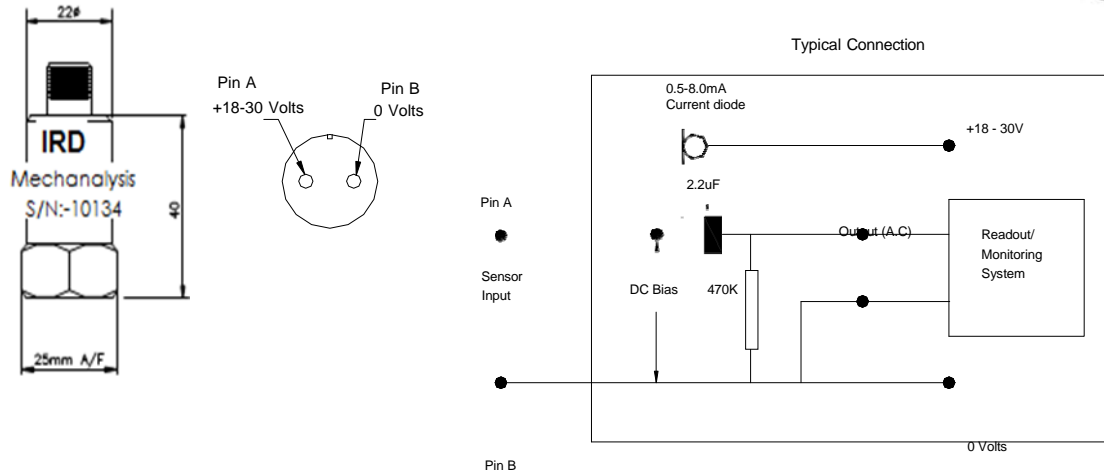 22ø
IRD
Mechanalysis
S/N:-10134
40
25mm A/F
Pin A
+18-30 Volts
Pin B
0 Volts
Typical Connection
0.5-8.0mA
Current diode
+18 - 30V
2.2uF
Pin A
Output (A.C)
Readout/
Monitoring
System
Sensor
Input
DC Bias
470K
0 Volts
Pin B